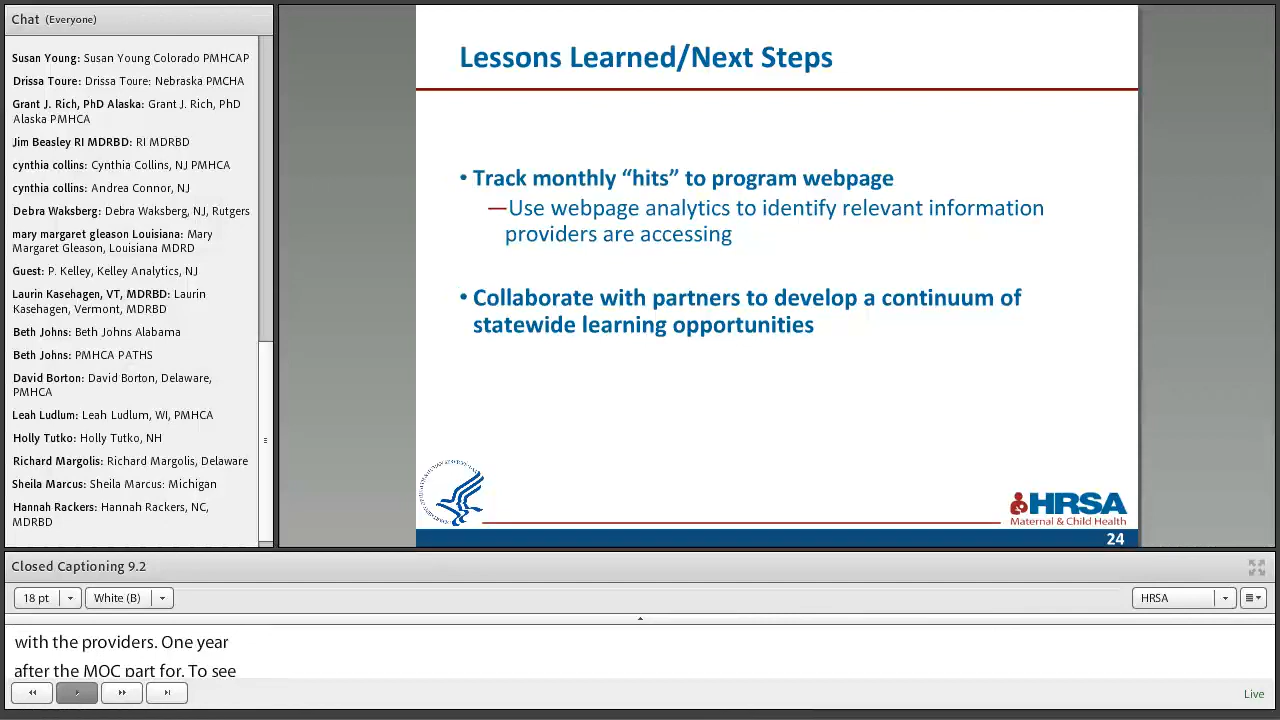 Chat (Everyone)
Susan Young: Susan Young Colorado PMHCAP
Drissa Toure: Drissa Toure: Nebraska PMCHA
Grant J. Rich, PhD Alaska: Grant J. Rich, PhD
Alaska PMHCA
Jim Beasley RI MDRBD: RI MDRBD
cynthia collins: Cynthia Collins, NJ PMHCA
cynthia collins: Andrea Connor, NJ
Debra Waksberg: Debra Waksberg, NJ, Rutgers
mary margaret gleason Louisiana: Mary
Margaret Gleason, Louisiana MDRD
Guest: P. Kelley, Kelley Analytics, NJ
Laurin Kasehagen, VT, MDRBD: Laurin
Kasehagen, Vermont, MDRBD
Beth Johns: Beth Johns Alabama
Beth Johns: PMHCA PATHS
David Borton: David Borton, Delaware,
PMHCA
Leah Ludlum: Leah Ludlum, WI, PMHCA
Holly Tutko: Holly Tutko, NH
Richard Margolis: Richard Margolis, Delaware
Sheila Marcus: Sheila Marcus: Michigan
Hannah Rackers: Hannah Rackers, NC,
MDRBD
Lessons Learned/Next Steps
• Track monthly “hits” to program webpage
—Use webpage analytics to identify relevant information
providers are accessing
• Collaborate with partners to develop a continuum of
statewide learning opportunities
HRSA
Maternal & Child Health
24
Closed Captioning 9.2
18 pt
White (B)
HRSA
with the providers. One year
after the MOC part for. To see
Live